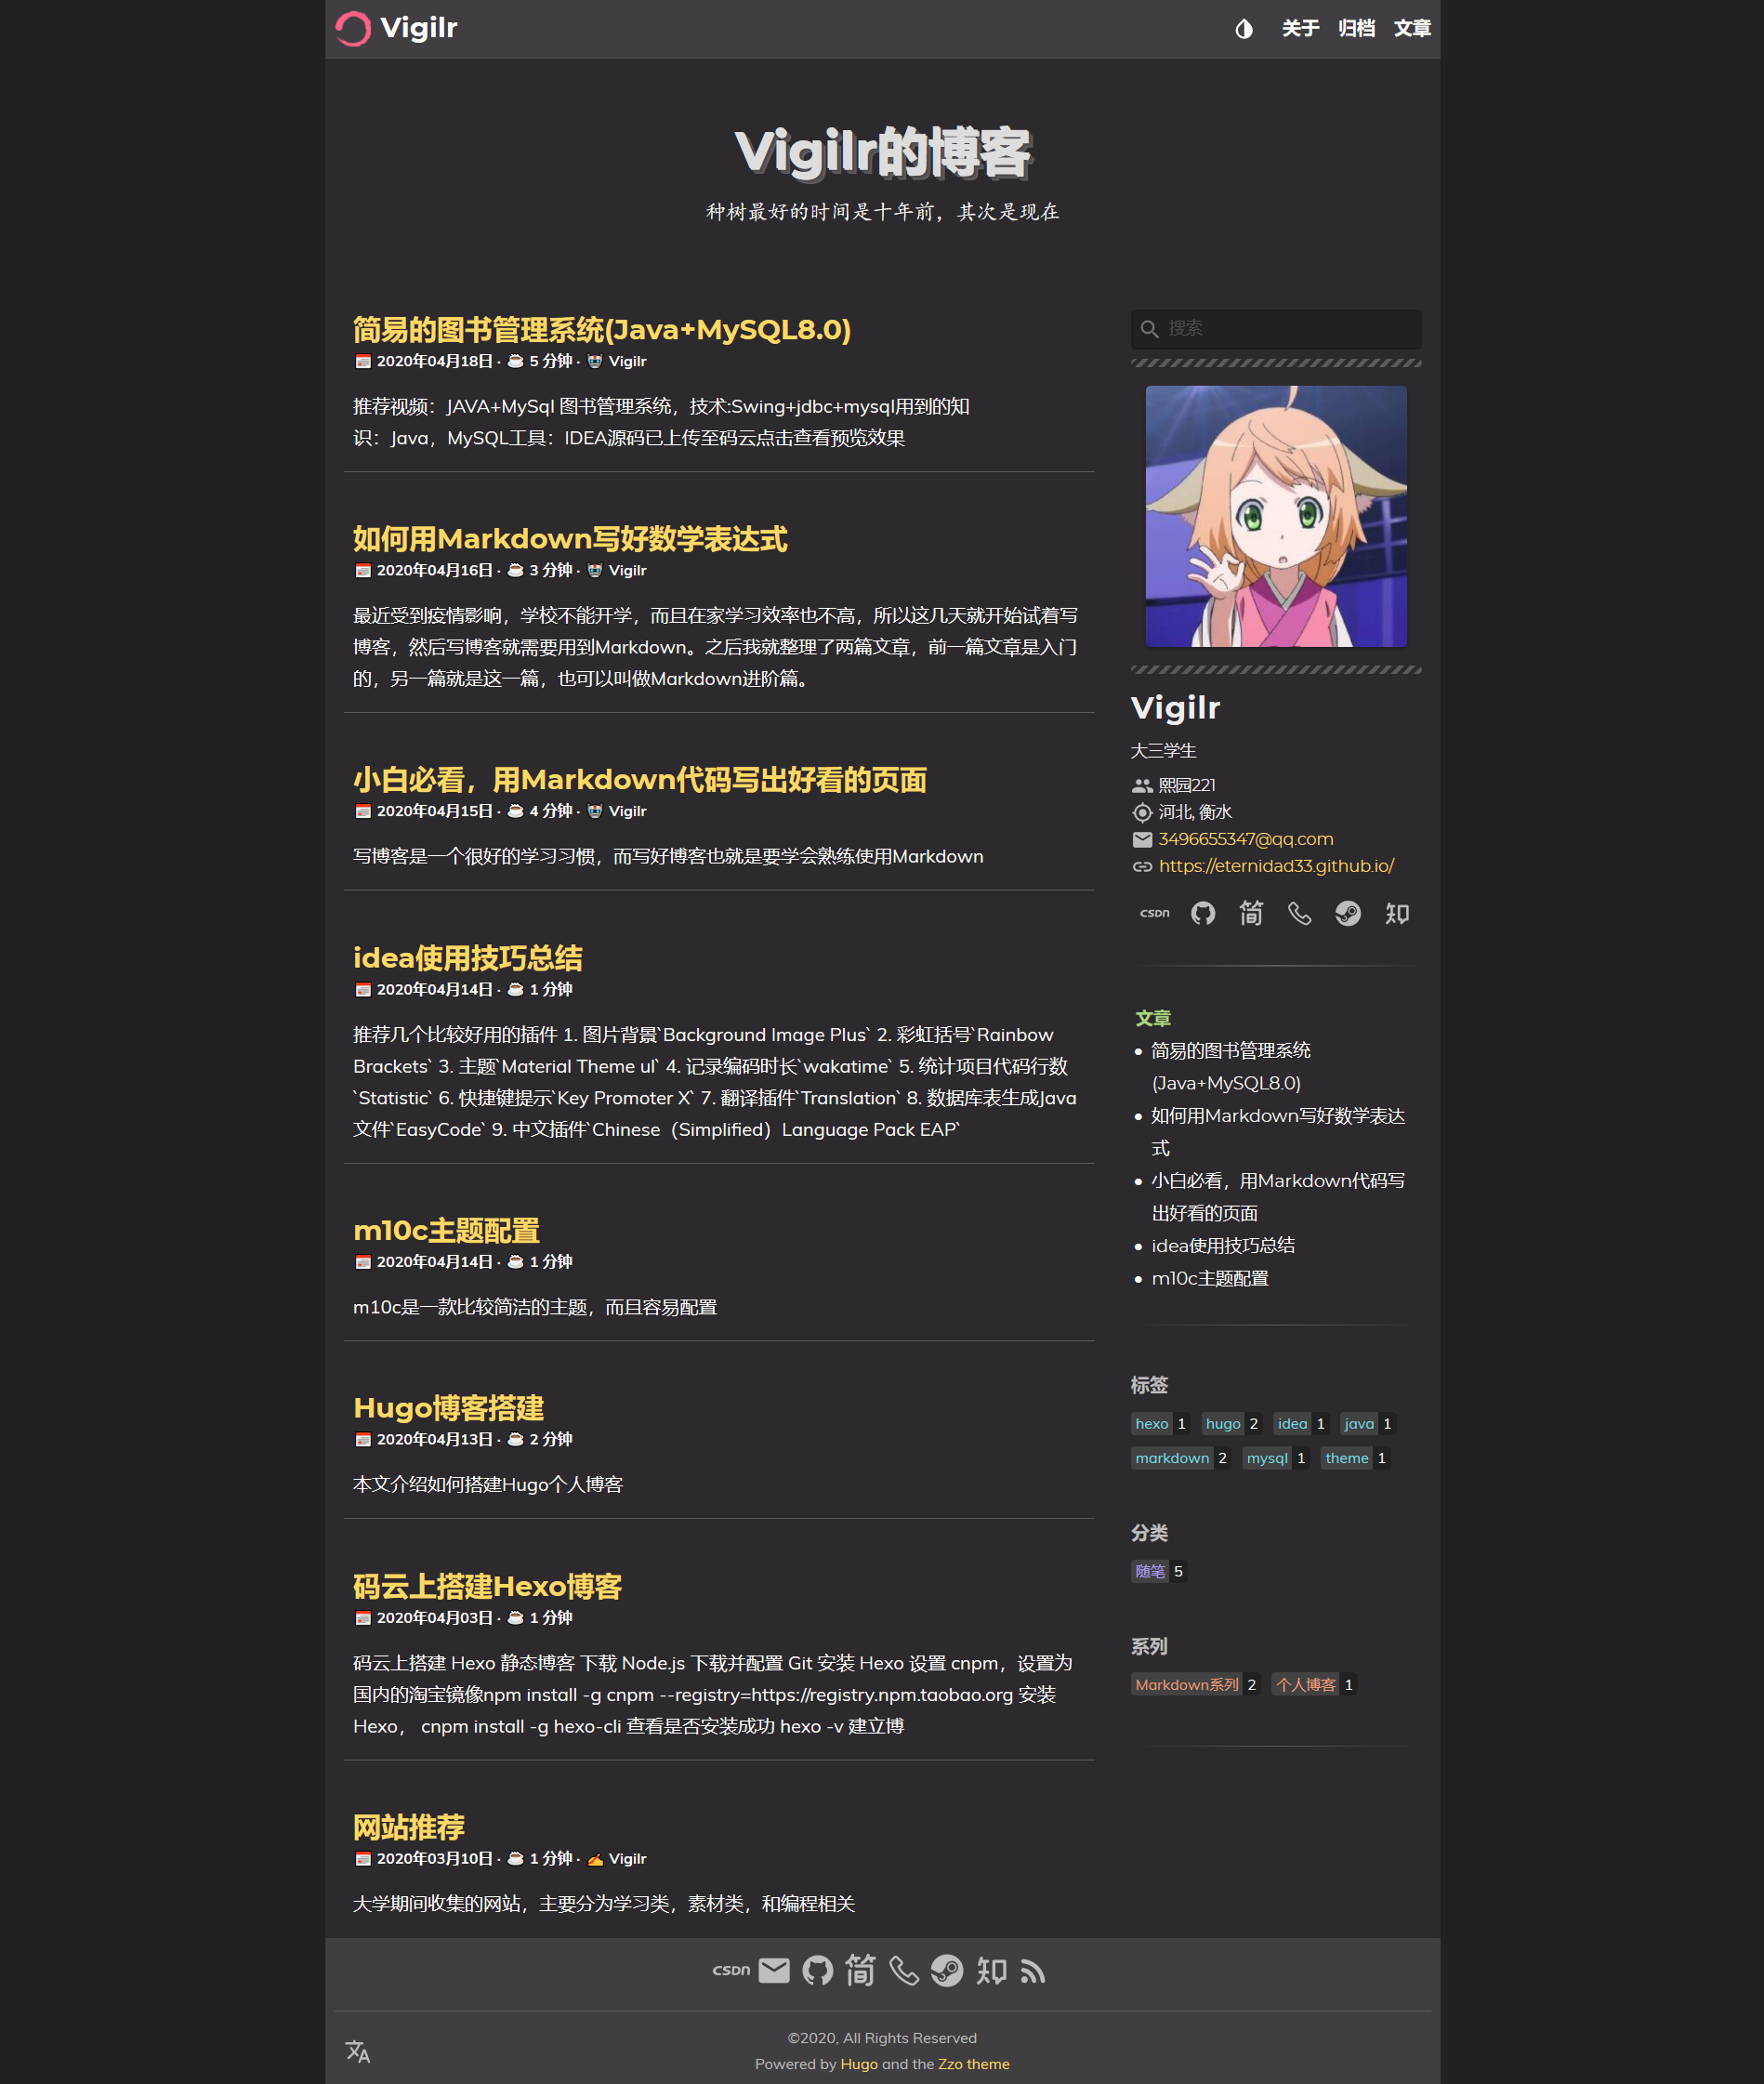 Vigilr
关于 归档 文章
Vigilr的博客
种树最好的时间是十年前，其次是现在
简易的图书管理系统(Java+MySQL8.0)
2020年04月18日 · 5 分钟 · Vigilr
推荐视频：JAVA+MySql 图书管理系统，技术:Swing+jdbc+mysql用到的知
识：Java，MySQL工具：IDEA源码已上传至码云点击查看预览效果
如何用Markdown写好数学表达式
2020年04月16日 · 3 分钟 · Vigilr
最近受到疫情影响，学校不能开学，而且在家学习效率也不高，所以这几天就开始试着写
博客，然后写博客就需要用到Markdown。之后我就整理了两篇文章，前一篇文章是入门
的，另一篇就是这一篇，也可以叫做Markdown进阶篇。
小白必看，用Markdown代码写出好看的页面
2020年04月15日 · 4 分钟 · Vigilr
写博客是一个很好的学习习惯，而写好博客也就是要学会熟练使用Markdown
idea使用技巧总结
2020年04月14日 · 1 分钟
推荐几个比较好用的插件 1. 图片背景`Background Image Plus` 2. 彩虹括号`Rainbow
Brackets` 3. 主题`Material Theme ul` 4. 记录编码时长`wakatime` 5. 统计项目代码行数
`Statistic` 6. 快捷键提示`Key Promoter X` 7. 翻译插件`Translation` 8. 数据库表生成Java
文件`EasyCode` 9. 中文插件`Chinese（Simplified）Language Pack EAP`
m10c主题配置
2020年04月14日 · 1 分钟
m10c是一款比较简洁的主题，而且容易配置
Hugo博客搭建
2020年04月13日 · 2 分钟
本文介绍如何搭建Hugo个人博客
码云上搭建Hexo博客
2020年04月03日 · 1 分钟
码云上搭建 Hexo 静态博客 下载 Node.js 下载并配置 Git 安装 Hexo 设置 cnpm，设置为
国内的淘宝镜像npm install -g cnpm --registry=https://registry.npm.taobao.org 安装
Hexo， cnpm install -g hexo-cli 查看是否安装成功 hexo -v 建立博
网站推荐
2020年03月10日 · 1 分钟 · Vigilr
大学期间收集的网站，主要分为学习类，素材类，和编程相关
搜索
Vigilr
大三学生
熙园221
河北, 衡水
3496655347@qq.com
https://eternidad33.github.io/
CSDN 简 知
文章
• 简易的图书管理系统
(Java+MySQL8.0)
• 如何用Markdown写好数学表达
式
• 小白必看，用Markdown代码写
出好看的页面
• idea使用技巧总结
• m10c主题配置
标签
hexo 1 hugo 2 idea 1 java 1
markdown 2 mysql 1 theme 1
分类
随笔 5
系列
Markdown系列 2 个人博客 1
CSDN 简 知
©2020, All Rights Reserved
Powered by Hugo and the Zzo theme